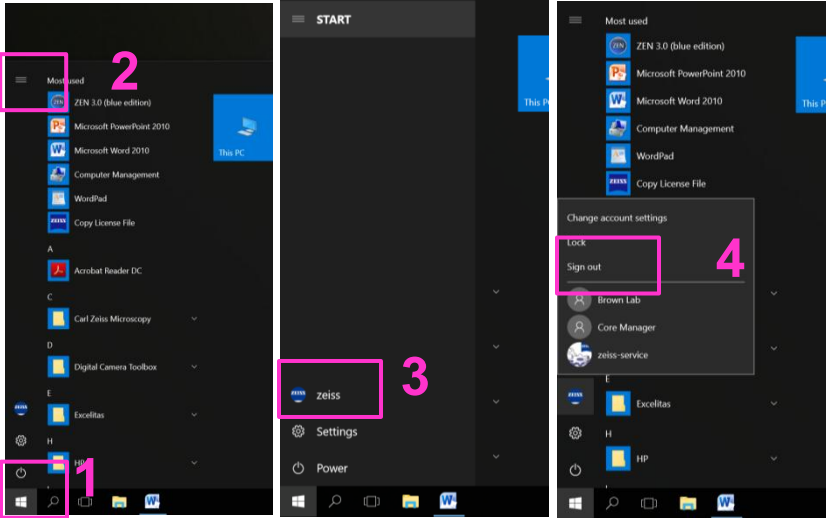 Most used
2
ZEN 3.0 (blue edition)
Microsoft PowerPoint 2010
Microsoft Word 2010
This PC
Computer Management
WordPad
Copy License File
A
Acrobat Reader DC
C
Carl Zeiss Microscopy
D
Digital Camera Toolbox
E
Excelitas
H
HP
1
START
This P
zeiss
3
Settings
Power
Most used
ZEN 3.0 (blue edition)
Microsoft PowerPoint 2010
Microsoft Word 2010
This P
Computer Management
WordPad
Copy License File
Change account settings
Lock
Sign out
4
Brown Lab
Core Manager
zeiss-service
E
Excelitas
H
HP